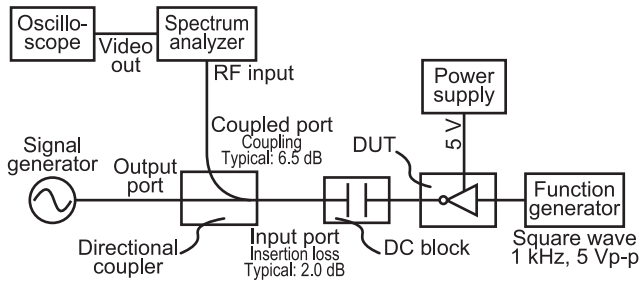 Oscillo-
scope
Video
out
Spectrum
analyzer
RF input
Power
supply
5 V
Coupled port
Coupling
Typical: 6.5 dB
Signal
generator
Output
port
DUT
Function
generator
Square wave
1 kHz, 5 Vp-p
Directional
coupler
Input port
Insertion loss
Typical: 2.0 dB
DC block